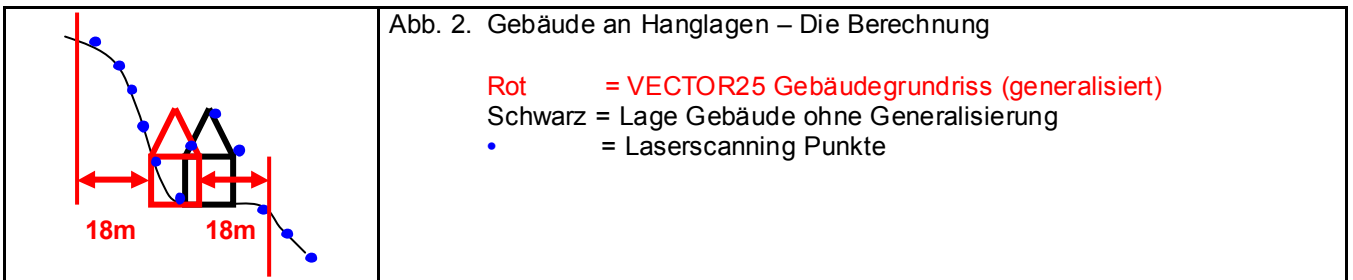 Abb. 2. Gebäude an Hanglagen – Die Berechnung
Rot = VECTOR25 Gebäudegrundriss (generalisiert)
Schwarz = Lage Gebäude ohne Generalisierung
• = Laserscanning Punkte
18m 18m